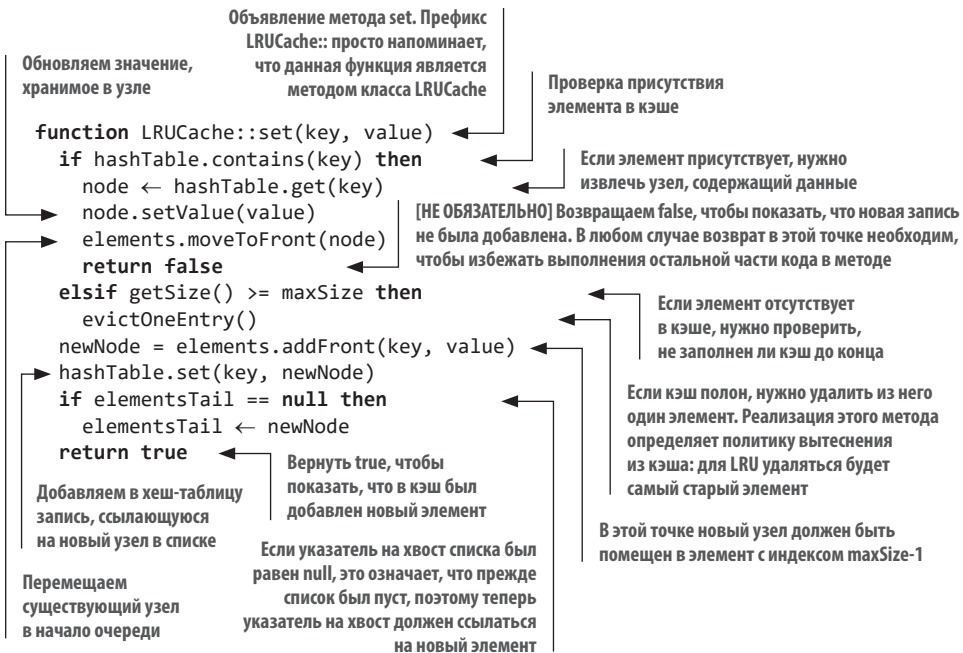 Объявление метода set. Префикс
LRUCache:: просто напоминает,
что данная функция является
методом класса LRUCache
Обновляем значение,
хранимое в узле
Проверка присутствия
элемента в кэше
function LRUCache::set(key, value)
if hashTable.contains(key) then
node ← hashTable.get(key)
node.setValue(value)
elements.moveToFront(node)
return false
elsif getSize() >= maxSize then
evictOneEntry()
newNode = elements.addFront(key, value)
hashTable.set(key, newNode)
if elementsTail == null then
elementsTail ← newNode
return true
Если элемент присутствует, нужно
извлечь узел, содержащий данные
[НЕ ОБЯЗАТЕЛЬНО] Возвращаем false, чтобы показать, что новая запись
не была добавлена. В любом случае возврат в этой точке необходим,
чтобы избежать выполнения остальной части кода в методе
Если элемент отсутствует
в кэше, нужно проверить,
не заполнен ли кэш до конца
Если кэш полон, нужно удалить из него
один элемент. Реализация этого метода
определяет политику вытеснения
из кэша: для LRU удаляться будет
самый старый элемент
В этой точке новый узел должен быть
помещен в элемент с индексом maxSize-1
Вернуть true, чтобы
показать, что в кэш был
добавлен новый элемент
Добавляем в хеш-таблицу
запись, ссылающуюся
на новый узел в списке
Если указатель на хвост списка был
равен null, это означает, что прежде
список был пуст, поэтому теперь
указатель на хвост должен ссылаться
на новый элемент
Перемещаем
существующий узел
в начало очереди